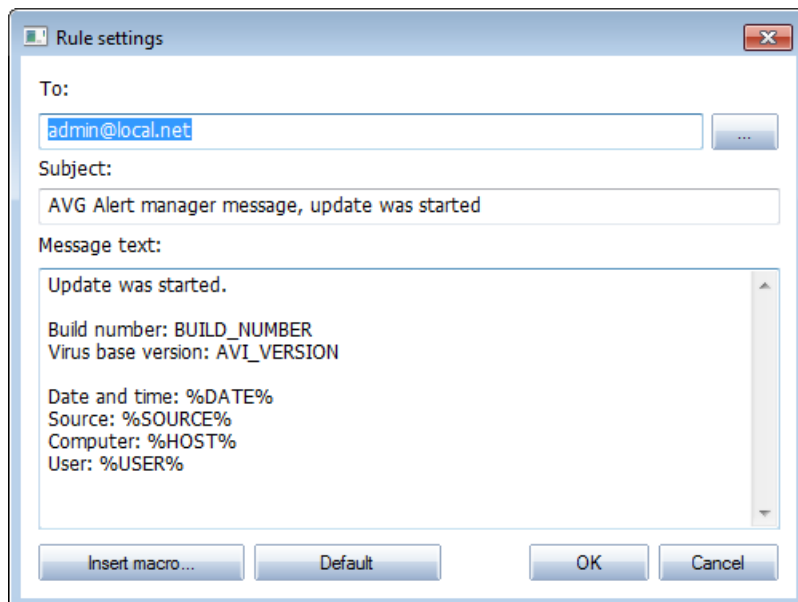 Rule settings
To:
admin@local.net
...
Subject:
AVG Alert manager message, update was started
Message text:
Update was started.
Build number: BUILD_NUMBER
Virus base version: AVI_VERSION
Date and time: %DATE%
Source: %SOURCE%
Computer: %HOST%
User: %USER%
Insert macro... Default OK Cancel